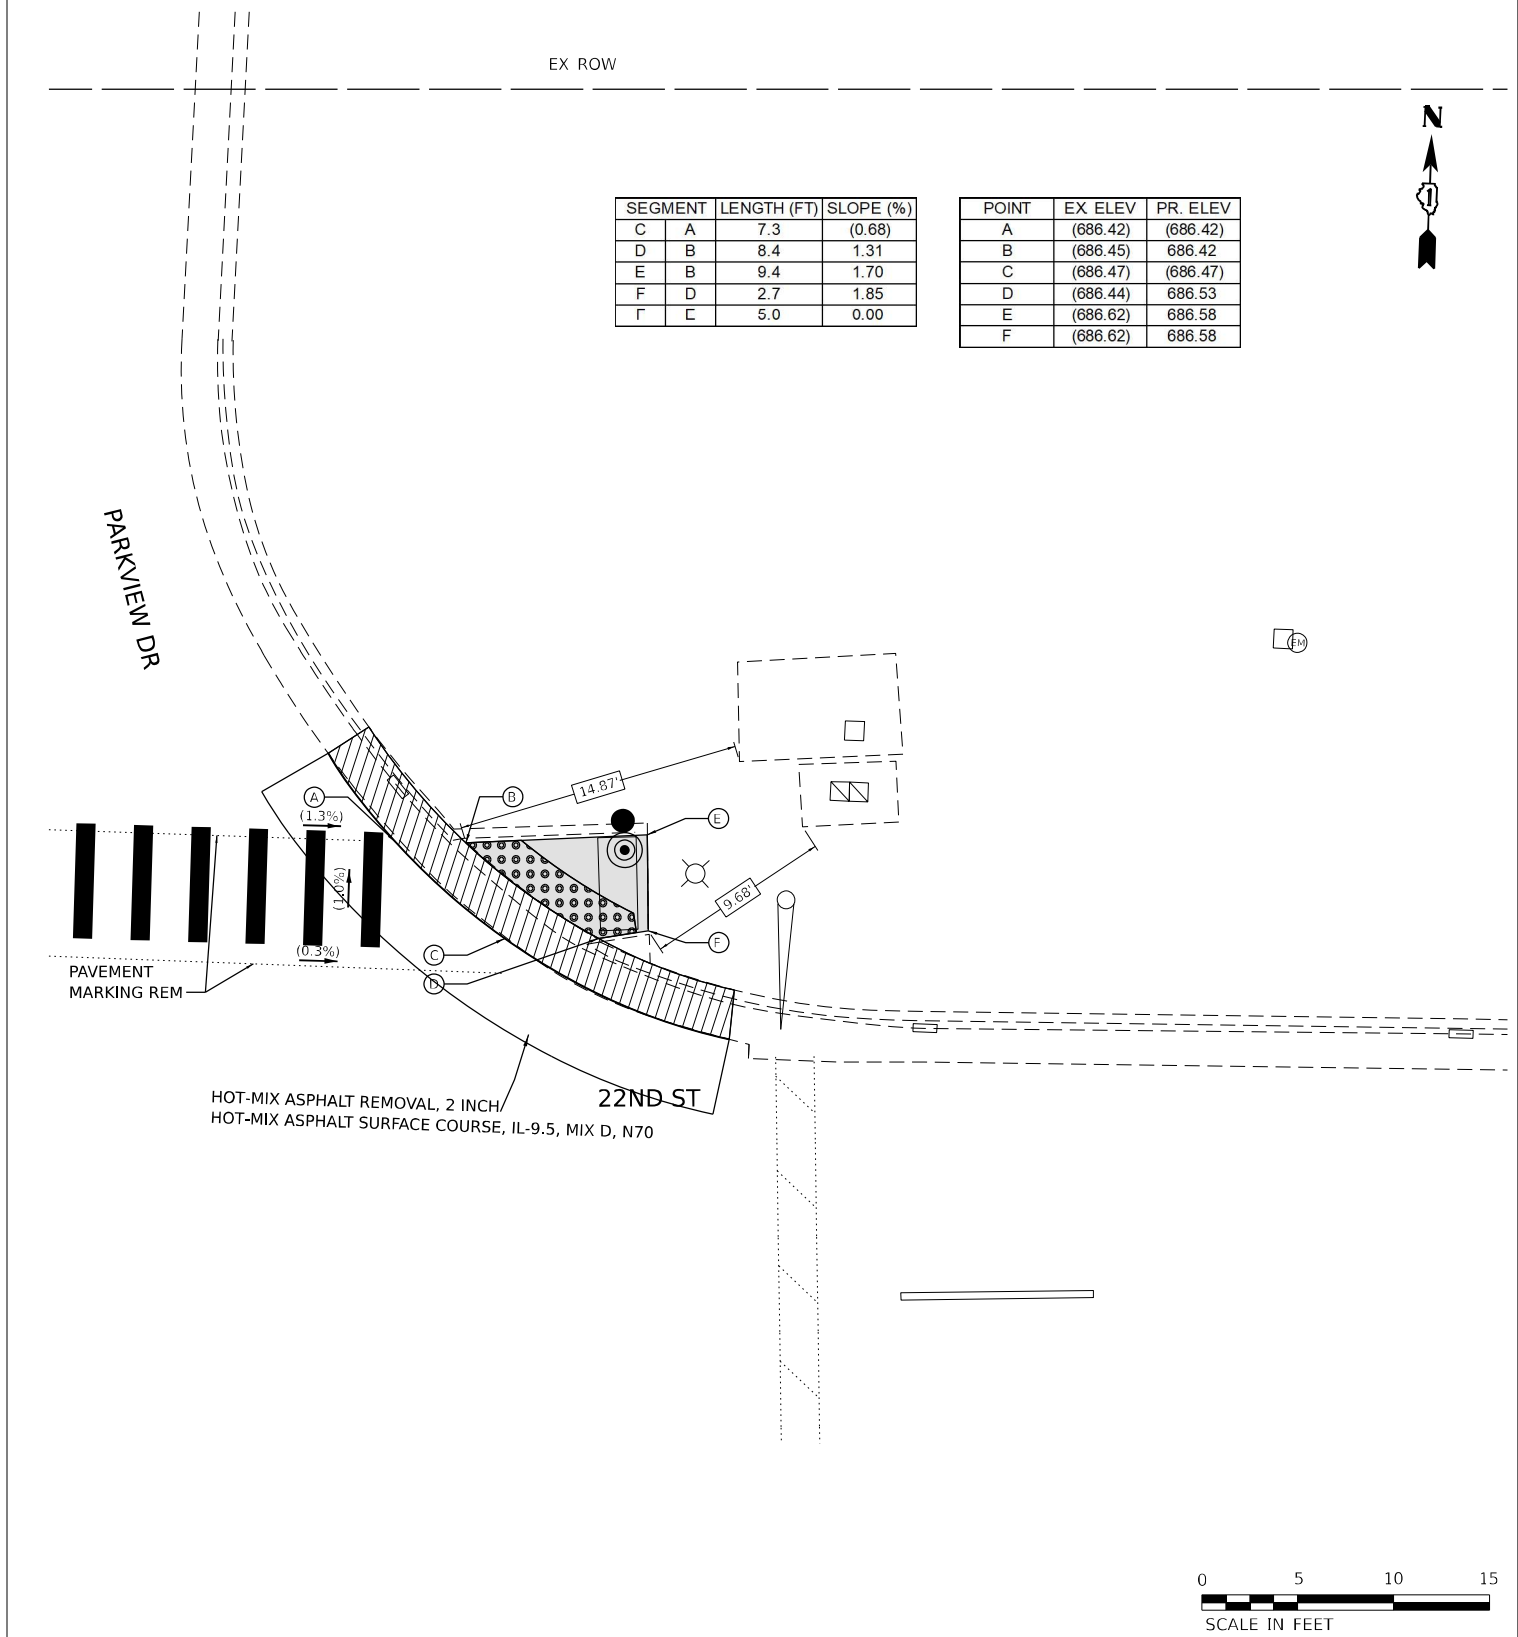 EX ROW
N
1
SEGMENT LENGTH (FT) SLOPE (%)
C A 7.3 (0.68)
D B 8.4 1.31
E B 9.4 1.70
F D 2.7 1.85
5.0 0.00
POINT EX. ELEV PR. ELEV
A (686.42) (686.42)
B (686.45) 686.42
C (686.47) (686.47)
D (686.44) 686.53
E (686.62) 686.58
F (686.62) 686.58
PARKVIEW DR
EM
14.87'
A
B
(1.3%)
E
(1.0%)
9.68'
F
(0.3%)
C
D
PAVEMENT
MARKING REM
HOT-MIX ASPHALT REMOVAL, 2 INCH
HOT-MIX ASPHALT SURFACE COURSE, IL-9.5, MIX D, N70
22ND ST
0 5 10 15
SCALE IN FEET